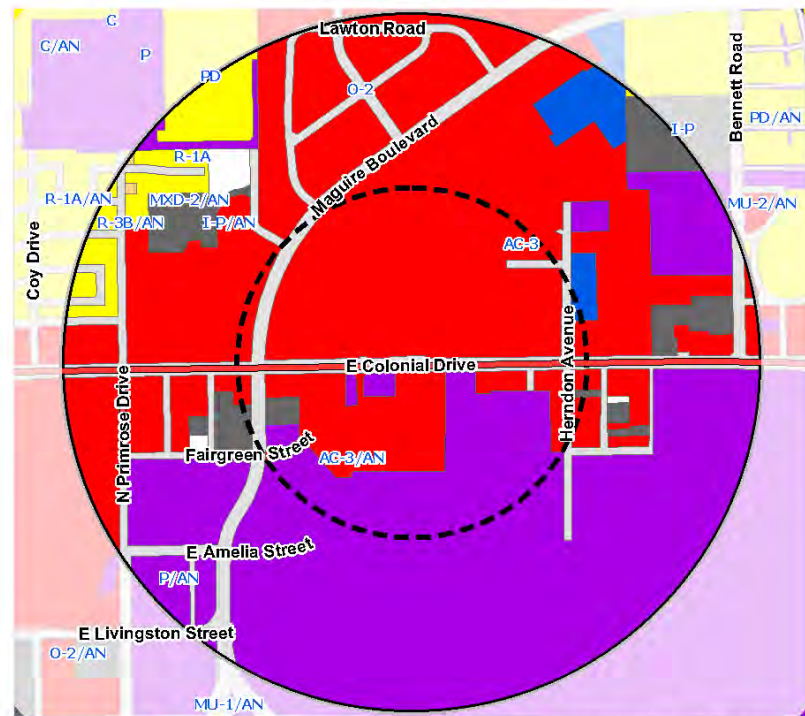 C
Lawton Road
C/AN
P
PD
O-2
Bennett Road
I-P
PD/AN
Maguire Boulevard
R-1A
R-1A/AN
MXD-2/AN
MU-2/AN
R-3B/AN
I-P/AN
Coy Drive
AC-3
Herndon Avenue
E Colonial Drive
N Primrose Drive
Fairgreen Street
AC-3/AN
E Amelia Street
P/AN
E Livingston Street
O-2/AN
MU-1/AN